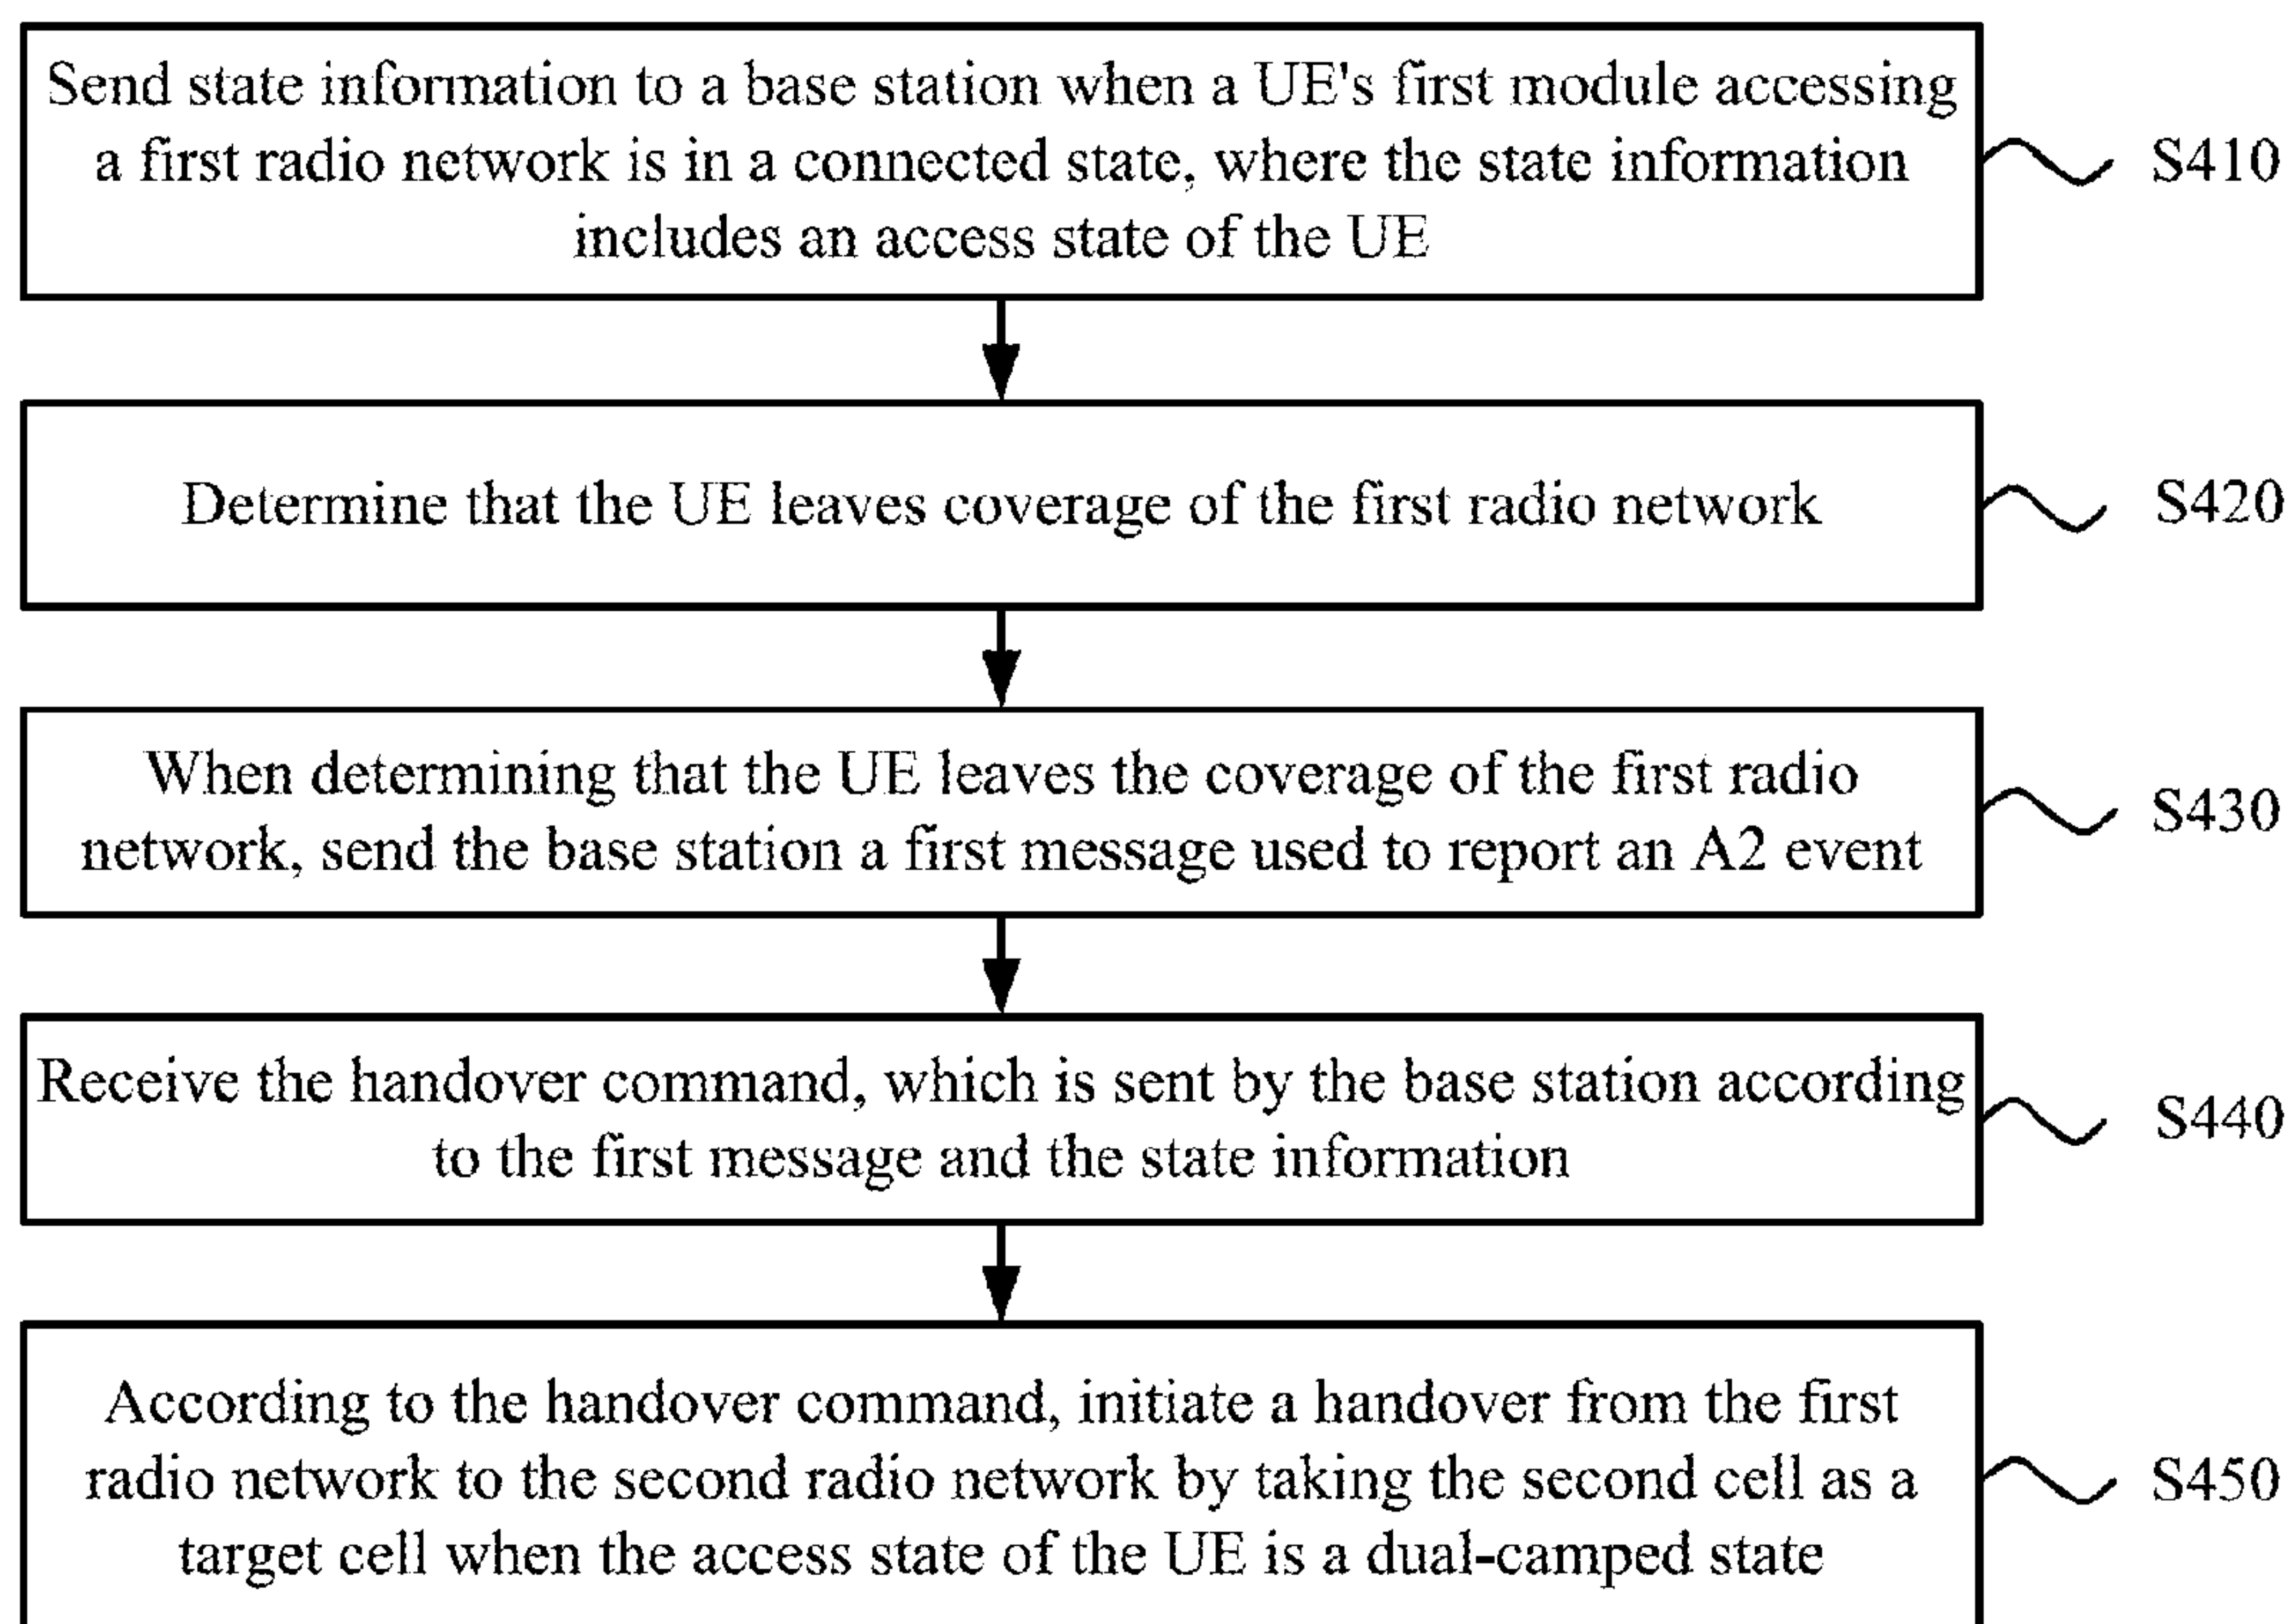 Send state information to a base station when a UE's first module accessing
a first radio network is in a connected state, where the state information
includes an access state of the UE
S410
Determine that the UE leaves coverage of the first radio network
S420
When determining that the UE leaves the coverage of the first radio
network, send the base station a first message used to report an A2 event
S430
Receive the handover command, which is sent by the base station according
to the first message and the state information
S440
According to the handover command, initiate a handover from the first
radio network to the second radio network by taking the second cell as a
target cell when the access state of the UE is a dual-camped state
S450